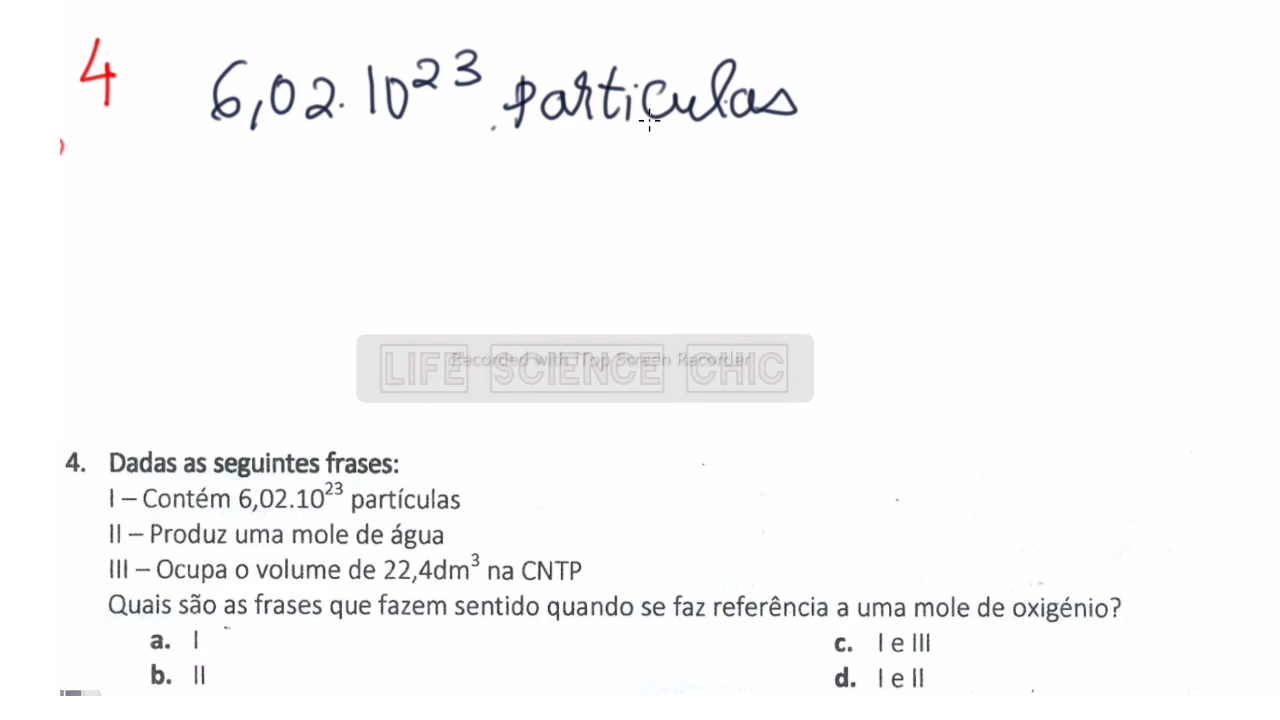 4 6,02.10²³ particulas
LIFE SCIENCE CHIC
Recorded with iTop Screen Recorder
4. Dadas as seguintes frases:
I – Contém 6,02.10²³ partículas
II – Produz uma mole de água
III – Ocupa o volume de 22,4dm³ na CNTP
Quais são as frases que fazem sentido quando se faz referência a uma mole de oxigénio?
a. I c. I e III
b. II d. I e II